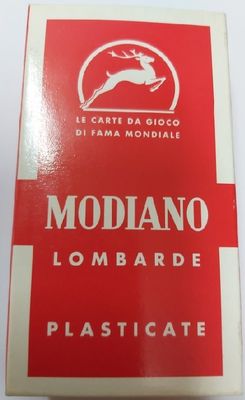 LE CARTE DA GIOCO
DI FAMA MONDIALE
MODIANO
LOMBARDE
PLASTICATE